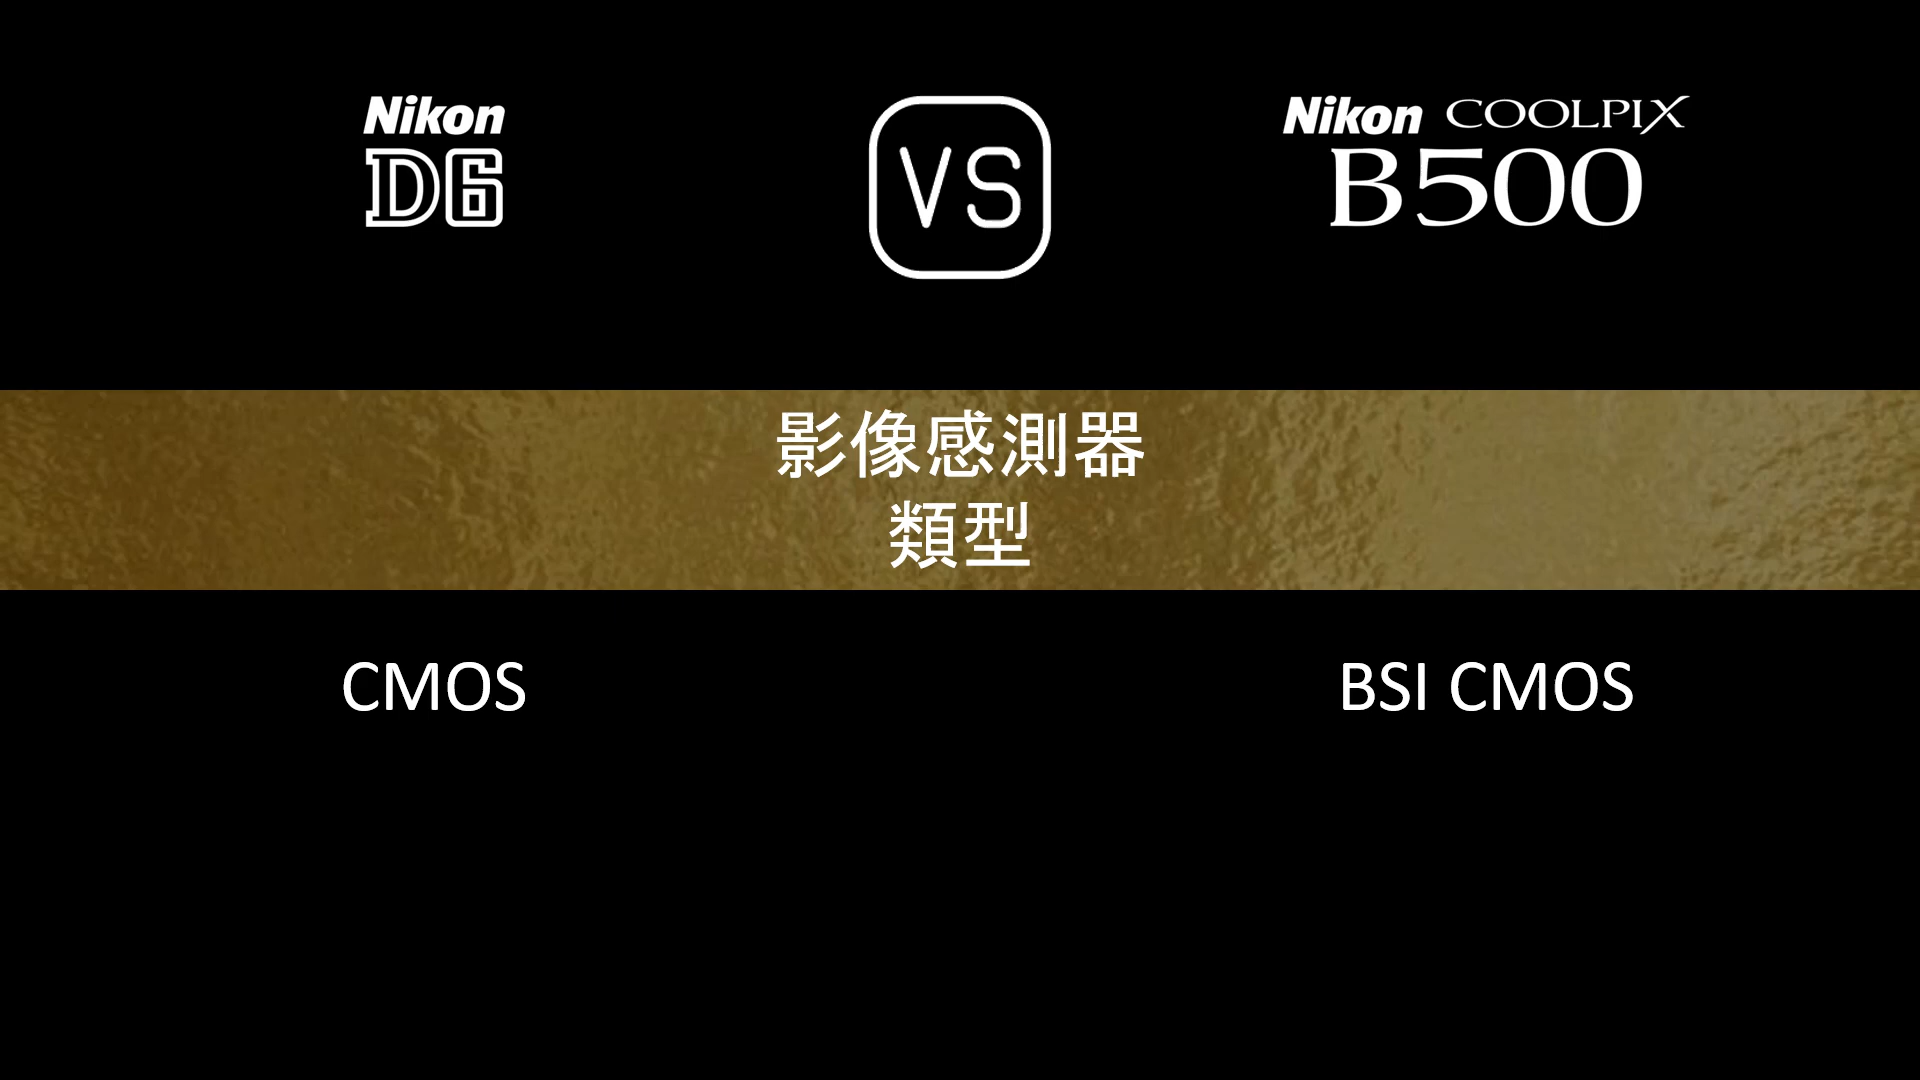 Nikon
D6
VS
Nikon COOLPIX
B500
影像感測器
類型
CMOS
BSI CMOS